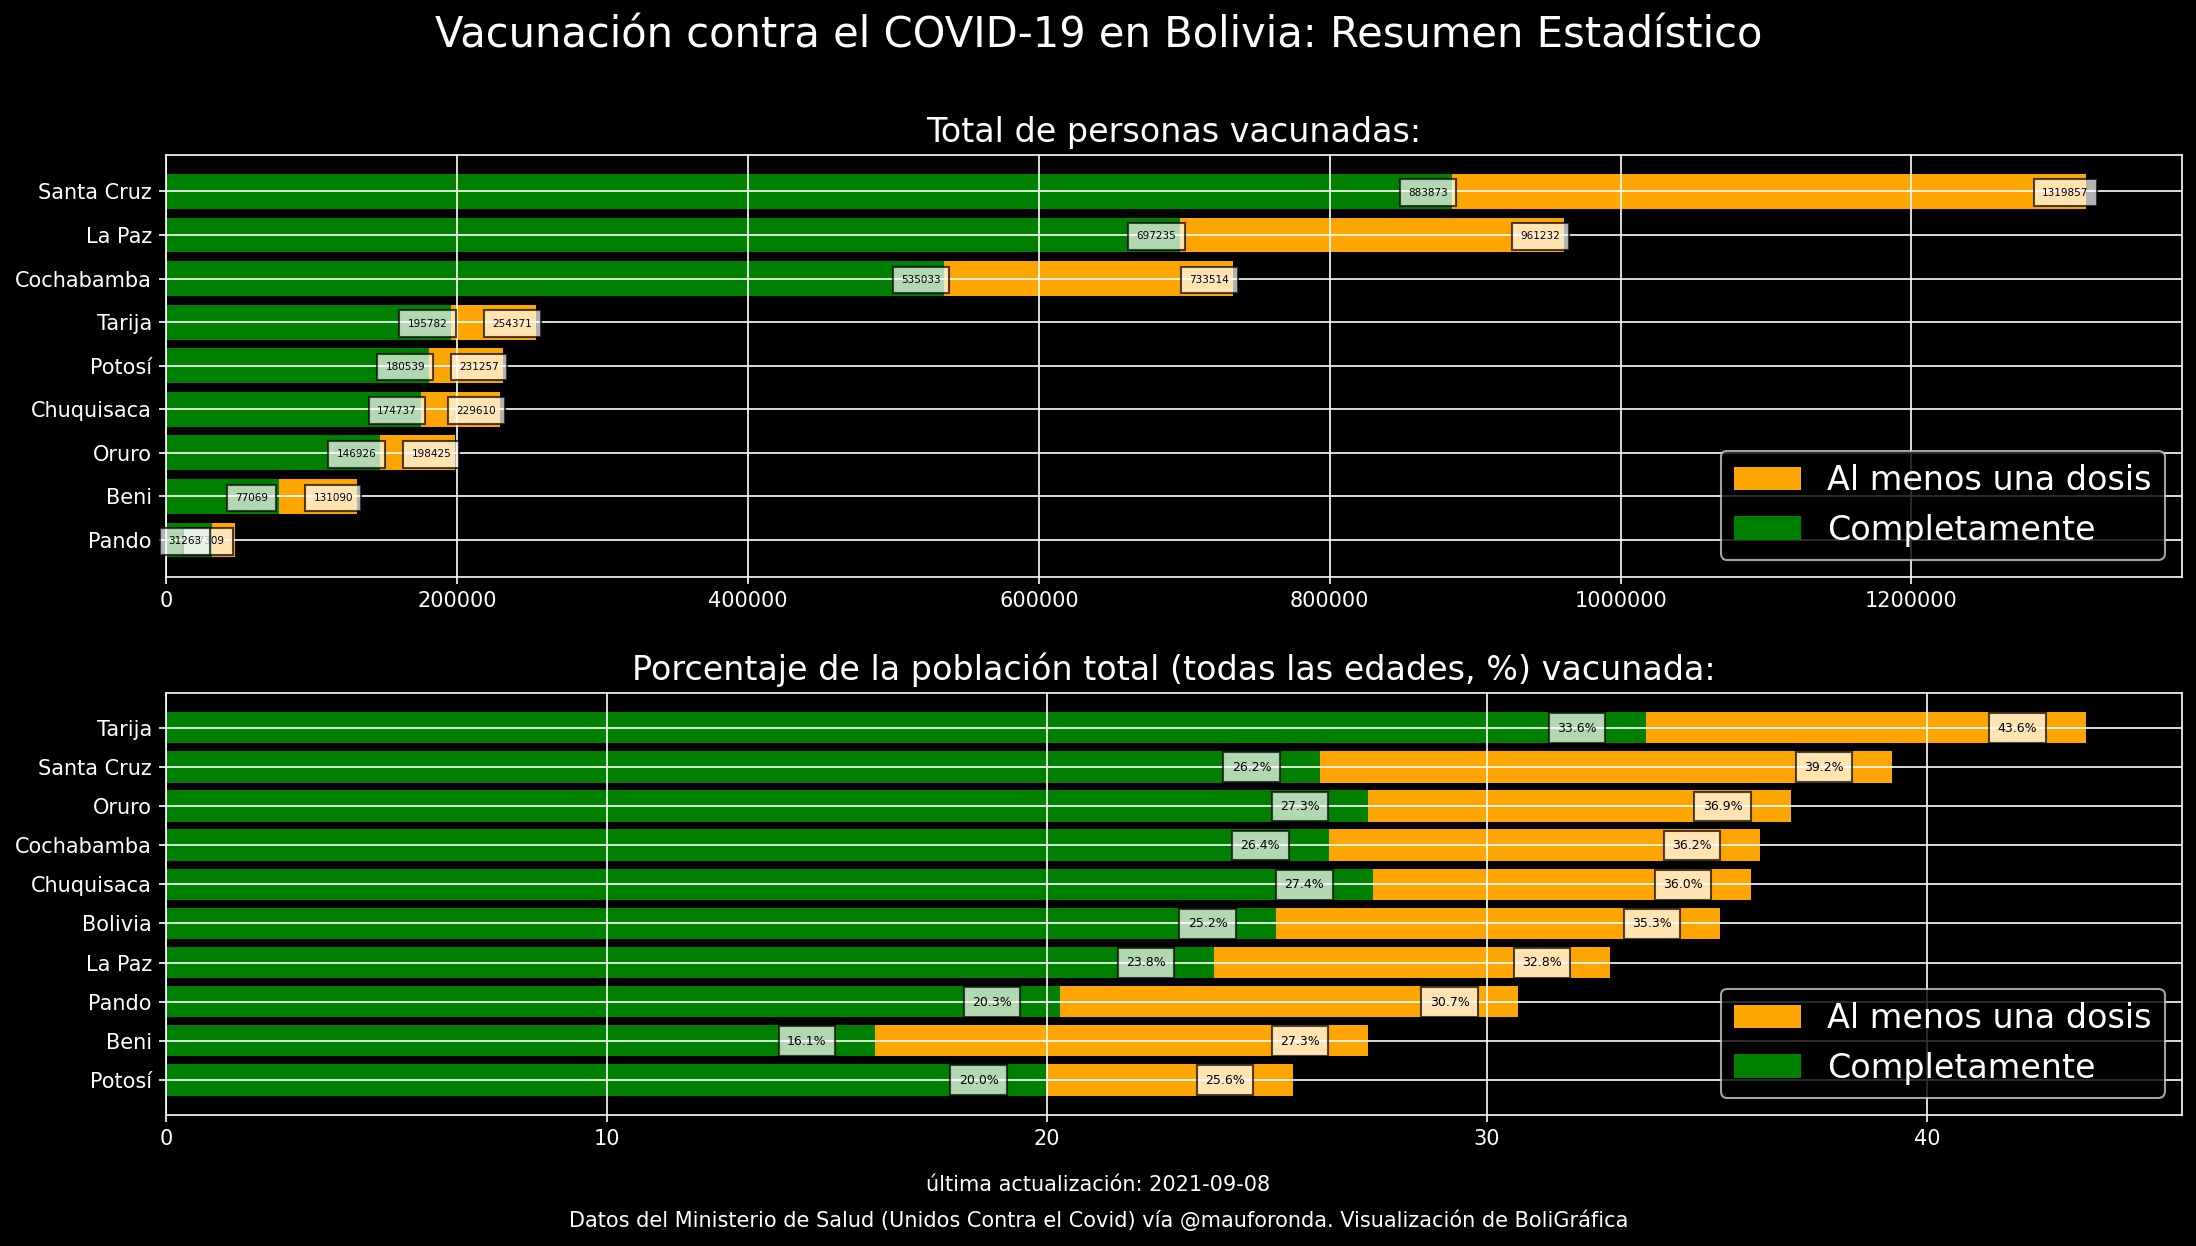 Vacunación contra el COVID-19 en Bolivia: Resumen Estadístico
Total de personas vacunadas:
Santa Cruz 883873 1319857
La Paz 697235 961232
Cochabamba 535033 733514
Tarija 195782 254371
Potosí 180539 231257
Chuquisaca 174737 229610
Oruro 146926 198425
Beni 77069 131090
Pando 31263
Al menos una dosis
Completamente
0 200000 400000 600000 800000 1000000 1200000
Porcentaje de la población total (todas las edades, %) vacunada:
Tarija 33.6% 43.6%
Santa Cruz 26.2% 39.2%
Oruro 27.3% 36.9%
Cochabamba 26.4% 36.2%
Chuquisaca 27.4% 36.0%
Bolivia 25.2% 35.3%
La Paz 23.8% 32.8%
Pando 20.3% 30.7%
Beni 16.1% 27.3%
Potosí 20.0% 25.6%
Al menos una dosis
Completamente
0 10 20 30 40
última actualización: 2021-09-08
Datos del Ministerio de Salud (Unidos Contra el Covid) vía @mauforonda. Visualización de BoliGráfica